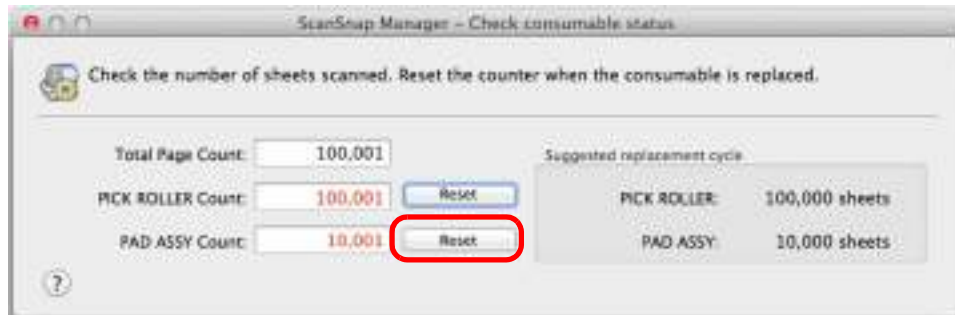 ScanSnap Manager – Check consumable status
Check the number of sheets scanned. Reset the counter when the consumable is replaced.
Total Page Count: 100,001
Suggested replacement cycle
PICK ROLLER Count: 100,001 Reset
PICK ROLLER: 100,000 sheets
PAD ASSY Count: 10,001 Reset
PAD ASSY: 10,000 sheets
?